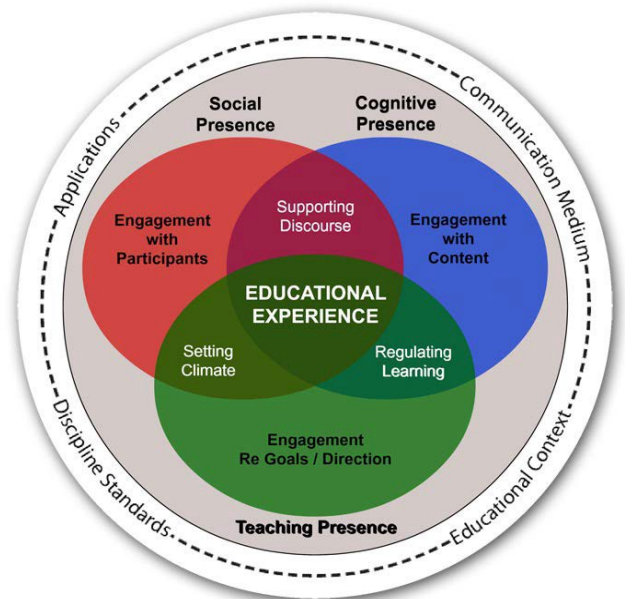 Applications
Communication Medium
Social
Presence
Cognitive
Presence
Engagement
with
Participants
Supporting
Discourse
Engagement
with
Content
EDUCATIONAL
EXPERIENCE
Setting
Climate
Regulating
Learning
Engagement
Re Goals / Direction
Teaching Presence
Discipline Standards
Educational Context